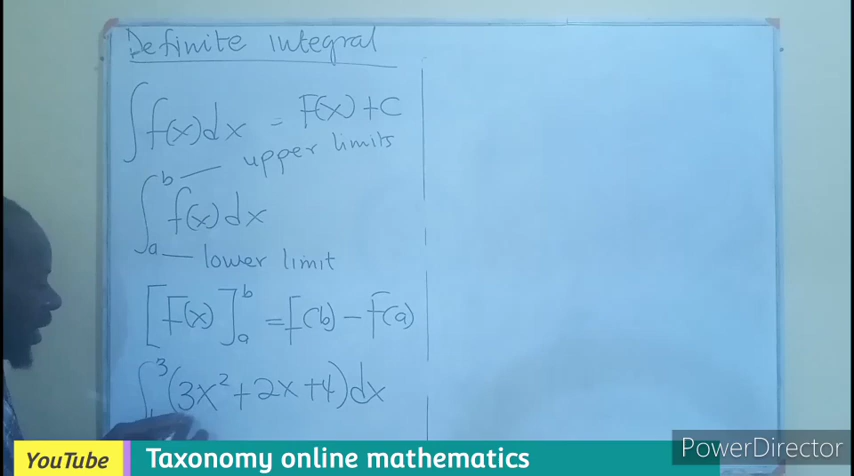 Definite integral
∫f(x)dx = F(x)+C
b — upper limits
∫f(x)dx
a — lower limit
[F(x)]ₐᵇ = F(b) − F(a)
∫³(3x²+2x+4)dx
PowerDirector
YouTube Taxonomy online mathematics